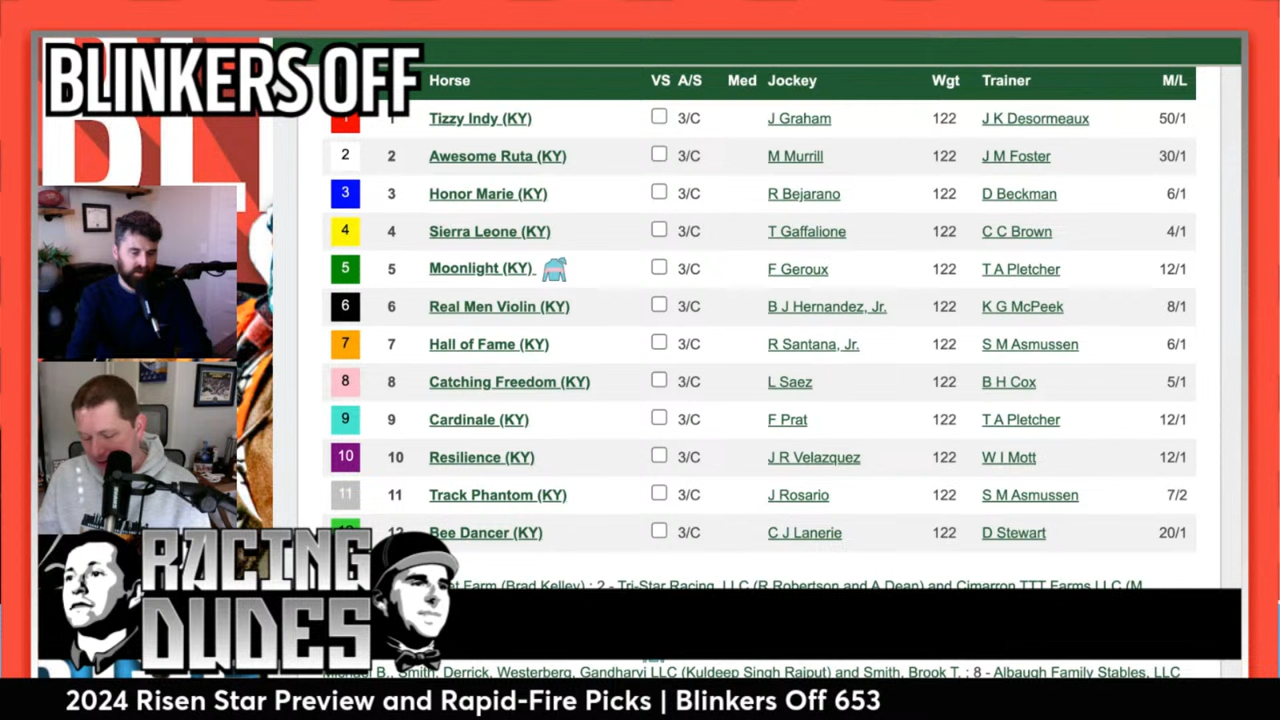 BLINKERS OFF
Horse VS A/S Med Jockey Wgt Trainer M/L
1 1 Tizzy Indy (KY) 3/C J Graham 122 J K Desormeaux 50/1
2 2 Awesome Ruta (KY) 3/C M Murrill 122 J M Foster 30/1
3 3 Honor Marie (KY) 3/C R Bejarano 122 D Beckman 6/1
4 4 Sierra Leone (KY) 3/C T Gaffalione 122 C C Brown 4/1
5 5 Moonlight (KY) 3/C F Geroux 122 T A Pletcher 12/1
6 6 Real Men Violin (KY) 3/C B J Hernandez, Jr. 122 K G McPeek 8/1
7 7 Hall of Fame (KY) 3/C R Santana, Jr. 122 S M Asmussen 6/1
8 8 Catching Freedom (KY) 3/C L Saez 122 B H Cox 5/1
9 9 Cardinale (KY) 3/C F Prat 122 T A Pletcher 12/1
10 10 Resilience (KY) 3/C J R Velazquez 122 W I Mott 12/1
11 11 Track Phantom (KY) 3/C J Rosario 122 S M Asmussen 7/2
12 12 Bee Dancer (KY) 3/C C J Lanerie 122 D Stewart 20/1
Farm (Brad Kelley) ; 2 - Tri-Star Racing, LLC (R Robertson and A Dean) and Cimarron TTT Farms LLC (M
Michael B., Smith, Derrick, Westerberg, Gandharvi LLC (Kuldeep Singh Rajput) and Smith, Brook T. ; 8 - Albaugh Family Stables, LLC
RACING
DUDES
2024 Risen Star Preview and Rapid-Fire Picks | Blinkers Off 653